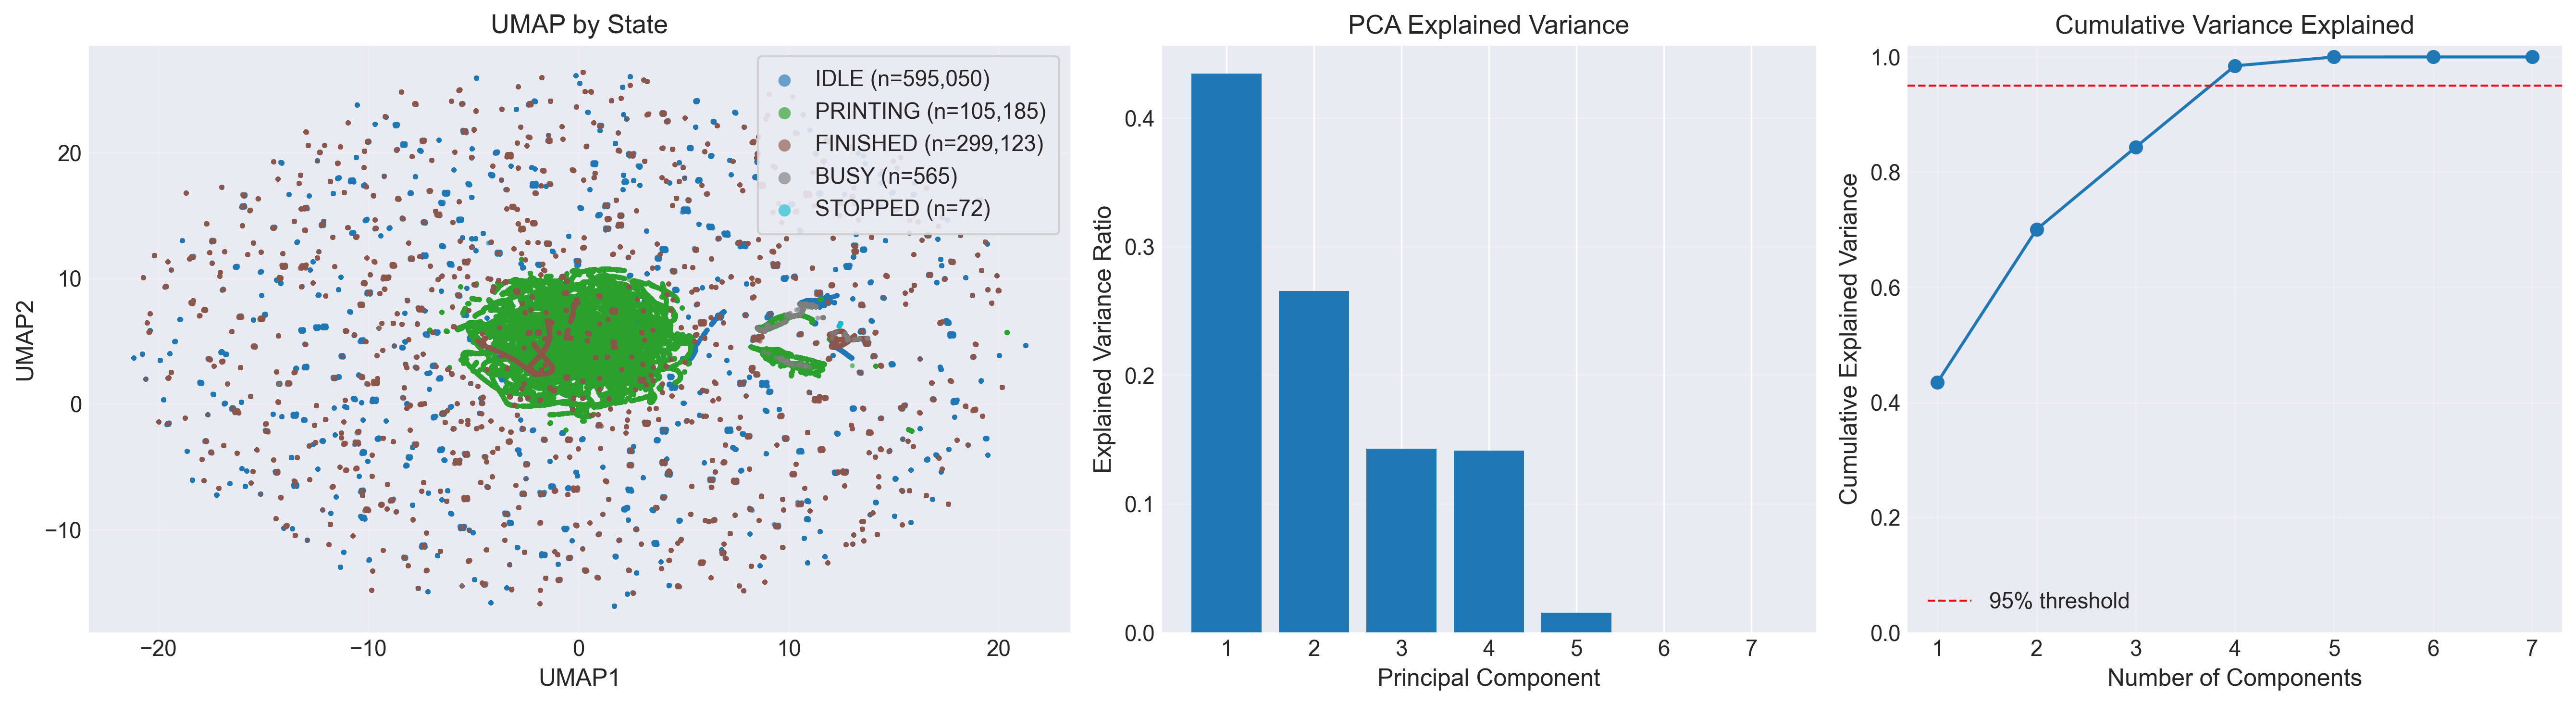 UMAP by State
IDLE (n=595,050)
PRINTING (n=105,185)
FINISHED (n=299,123)
BUSY (n=565)
STOPPED (n=72)
20
10
0
−10
UMAP2
−20
−10
0
10
20
UMAP1
PCA Explained Variance
0.4
0.3
0.2
0.1
0.0
Explained Variance Ratio
1
2
3
4
5
6
7
Principal Component
Cumulative Variance Explained
1.0
0.8
0.6
0.4
0.2
0.0
Cumulative Explained Variance
95% threshold
1
2
3
4
5
6
7
Number of Components